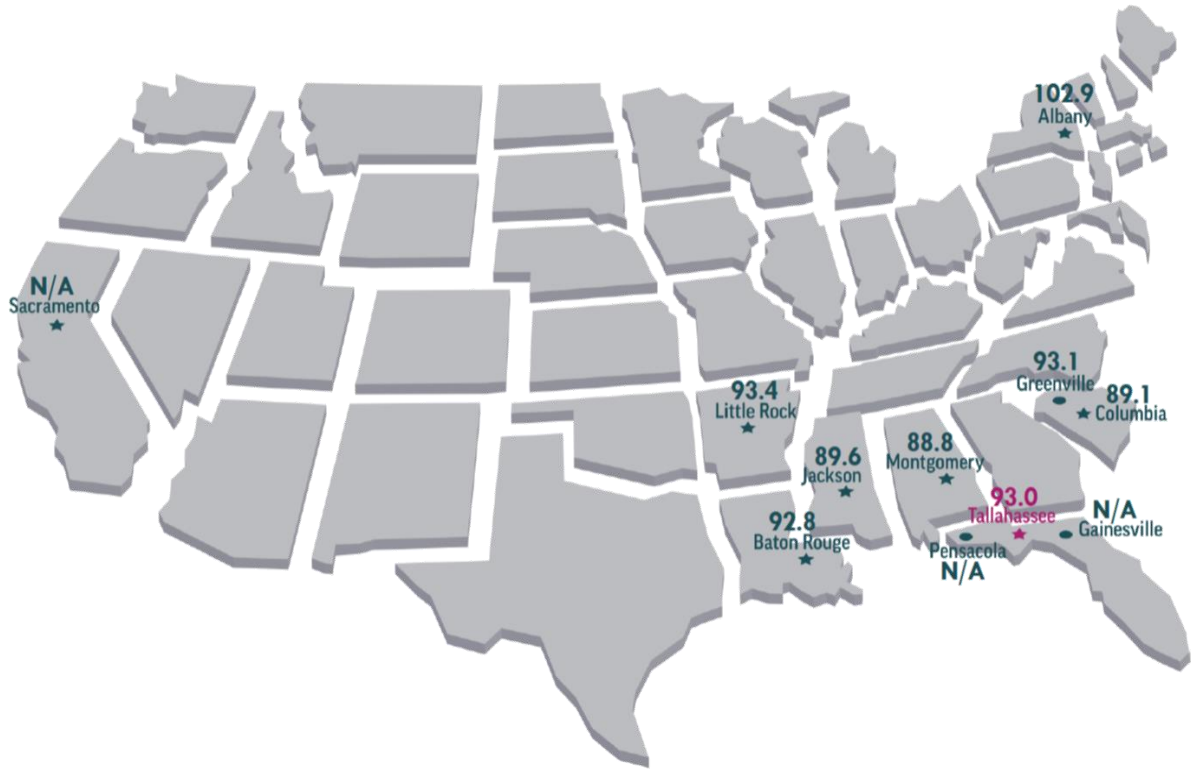 102.9
Albany
N/A
Sacramento
93.1
Greenville
89.1
Columbia
93.4
Little Rock
88.8
Montgomery
89.6
Jackson
93.0
Tallahassee
N/A
Gainesville
92.8
Baton Rouge
Pensacola
N/A